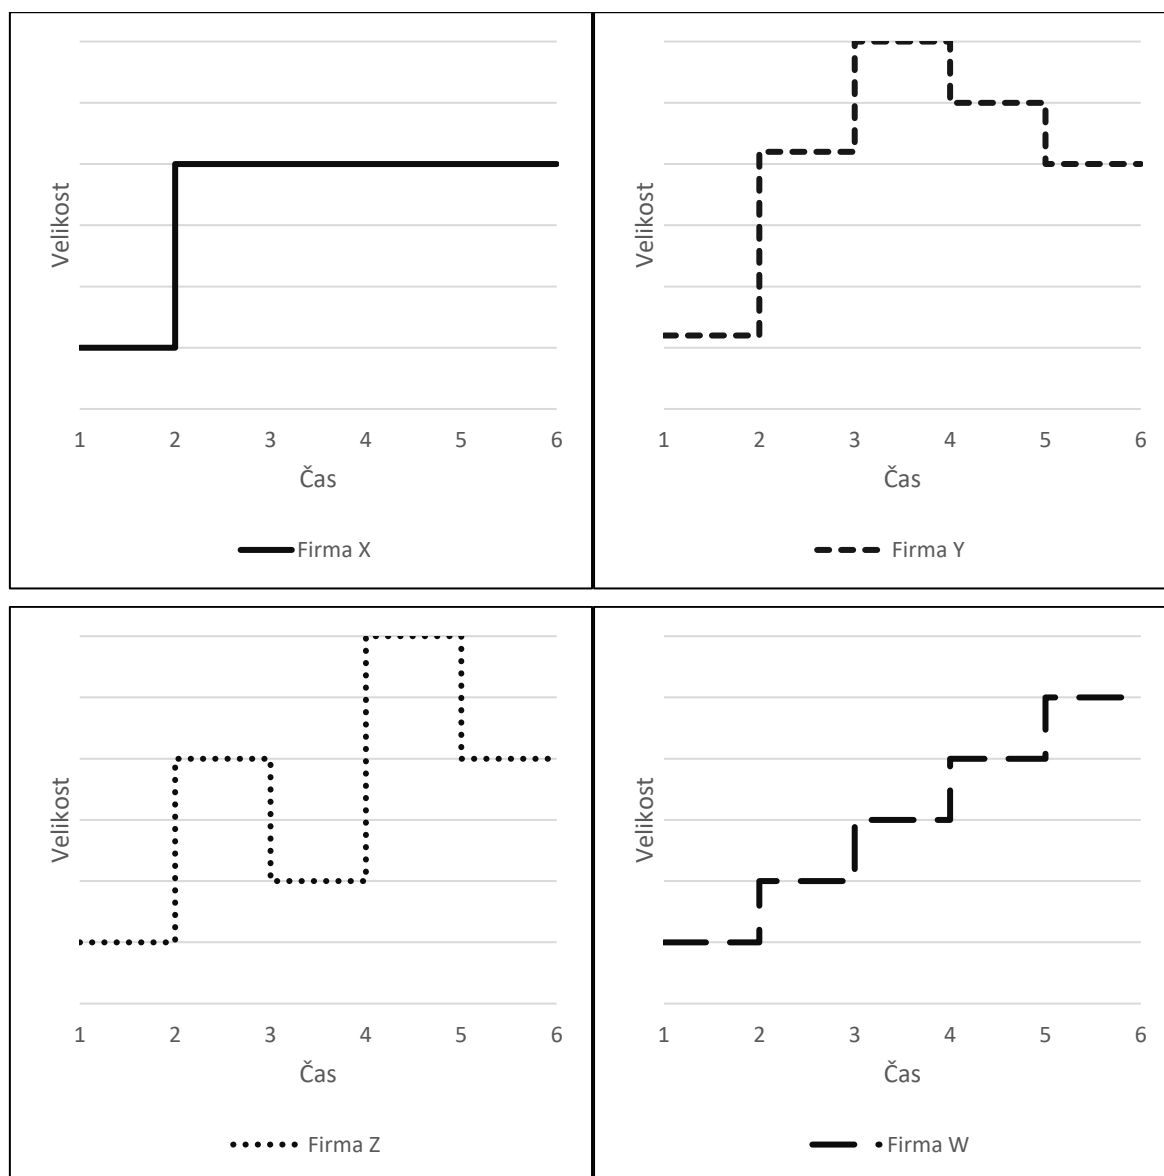 Velikost
1 2 3 4 5 6
Čas
Firma X
Velikost
1 2 3 4 5 6
Čas
Firma Y
Velikost
1 2 3 4 5 6
Čas
Firma Z
Velikost
1 2 3 4 5 6
Čas
Firma W